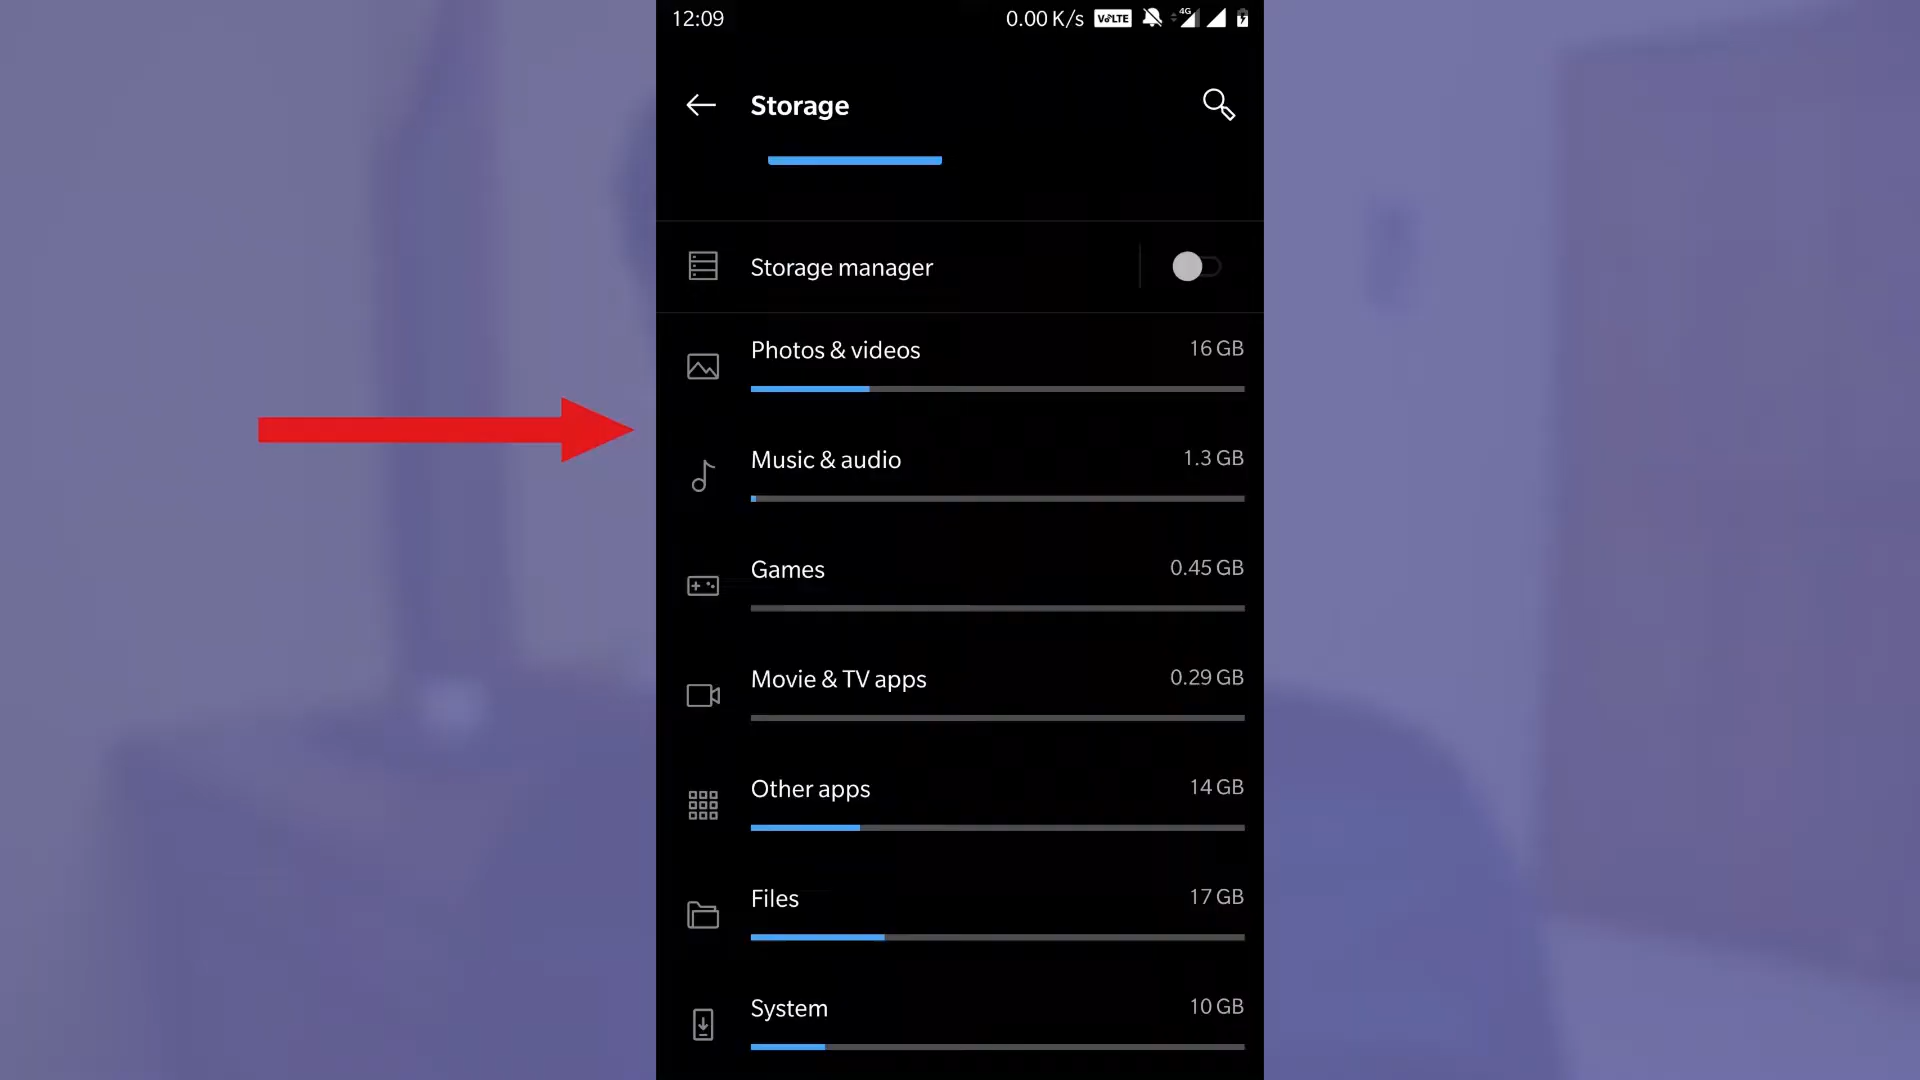 12:09 0.00 K/s VoLTE 4G
Storage
Storage manager
Photos & videos 16 GB
Music & audio 1.3 GB
Games 0.45 GB
Movie & TV apps 0.29 GB
Other apps 14 GB
Files 17 GB
System 10 GB